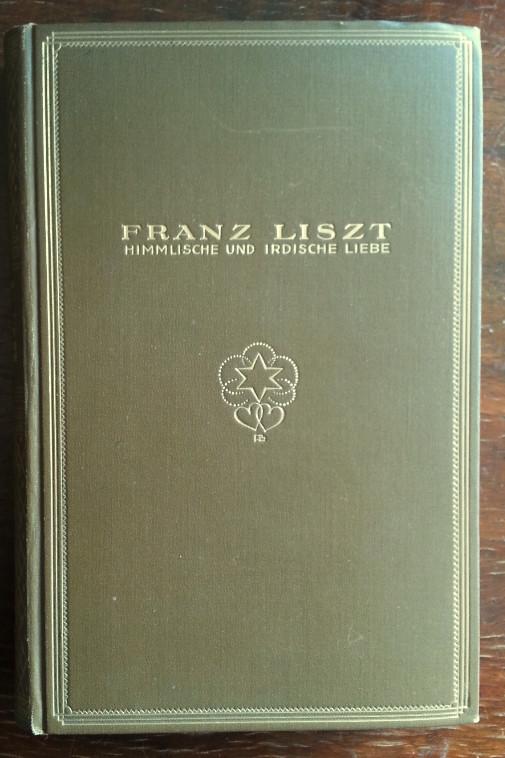 FRANZ LISZT
HIMMLISCHE UND IRDISCHE LIEBE